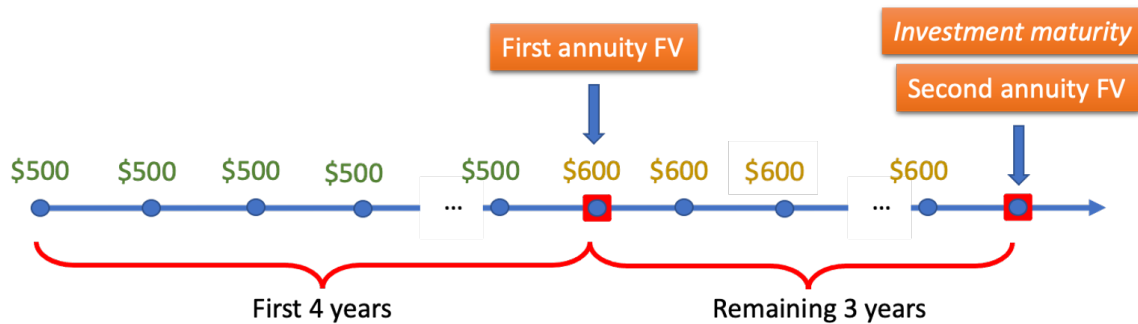 Investment maturity
First annuity FV
Second annuity FV
$500 $500 $500 $500 $500 $600 $600 $600 $600
... ...
First 4 years Remaining 3 years